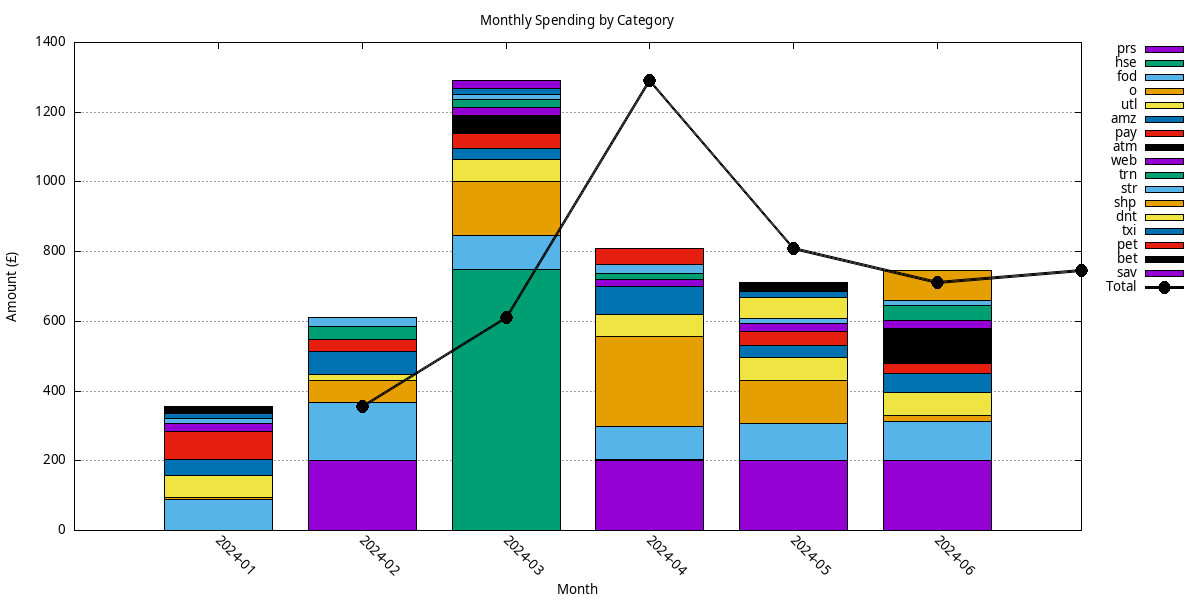 Monthly Spending by Category
Amount (£)
1400
1200
1000
800
600
400
200
0
2024-01
2024-02
2024-03
2024-04
2024-05
2024-06
Month
prs
hse
fod
o
utl
amz
pay
atm
web
trn
str
shp
dnt
txi
pet
bet
sav
Total